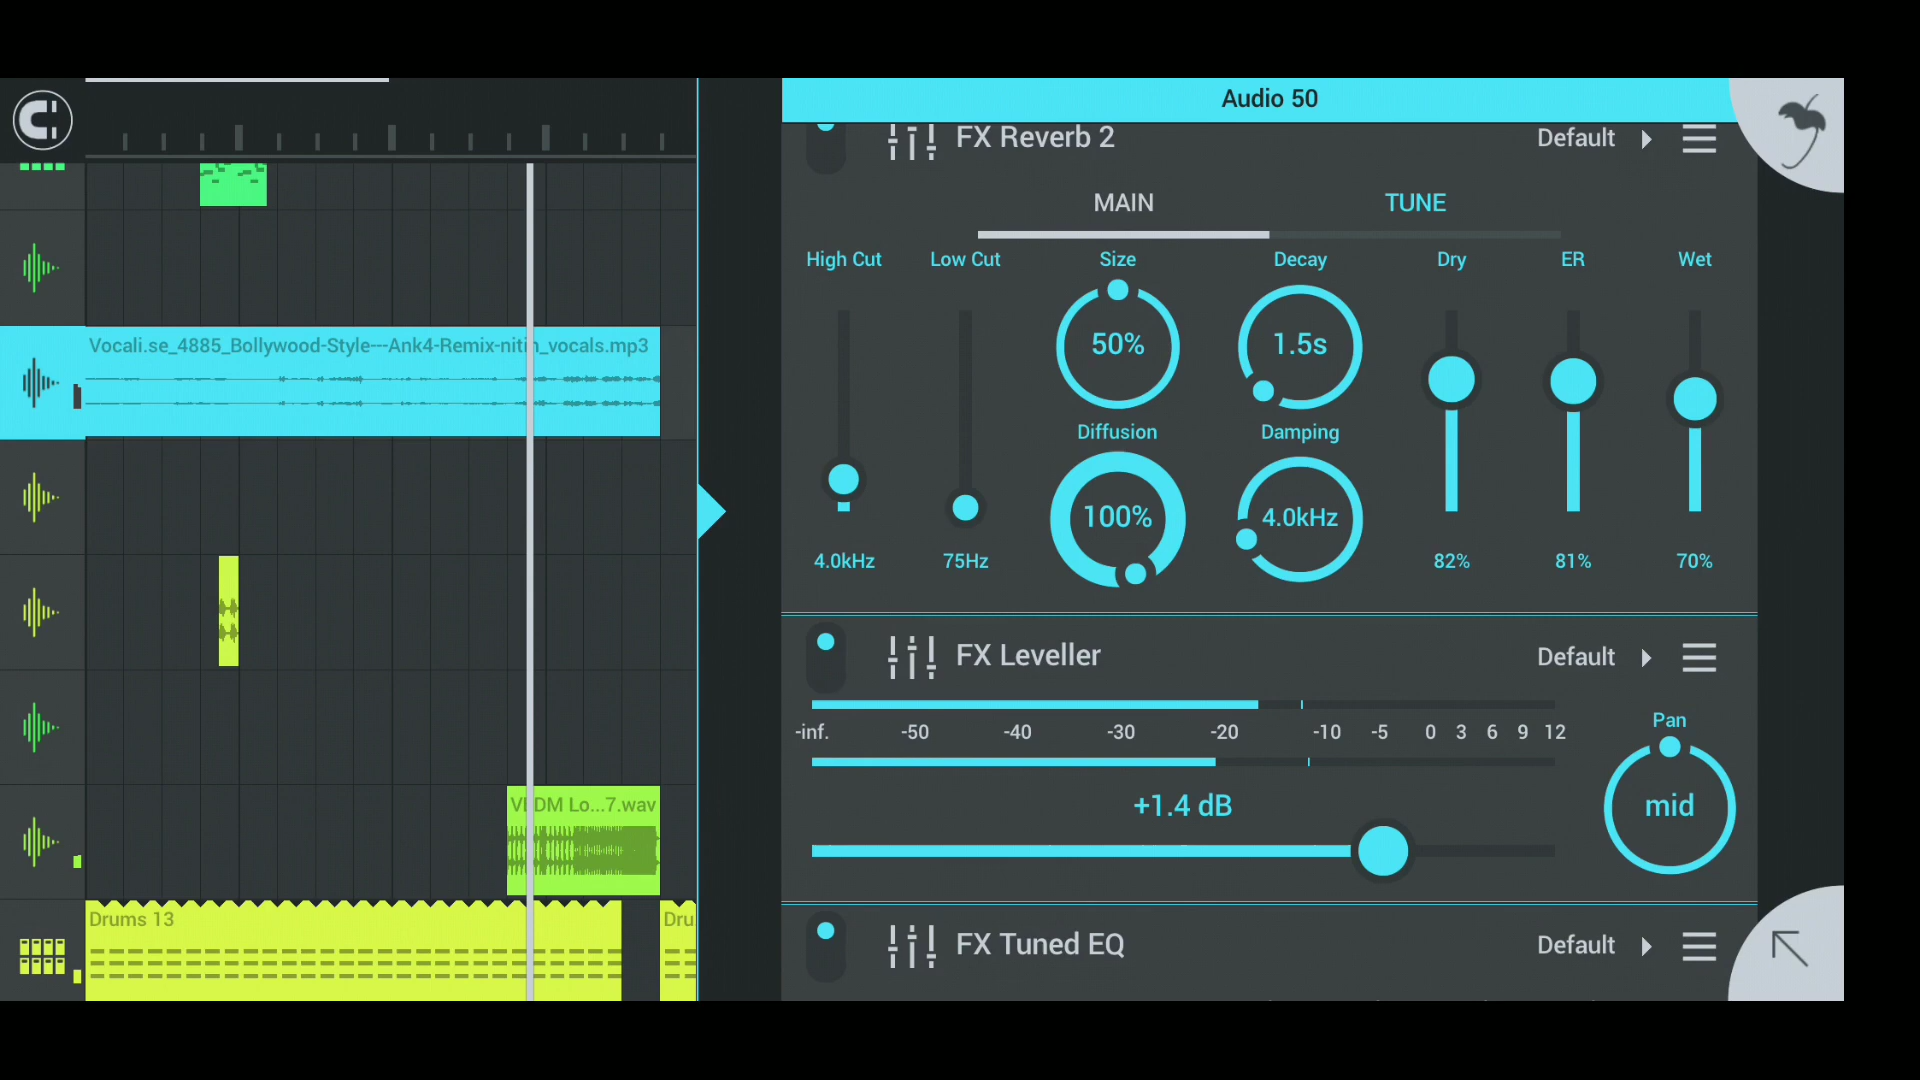 Audio 50
FX Reverb 2
Default
MAIN
TUNE
High Cut
Low Cut
Size
Decay
Dry
ER
Wet
50%
1.5s
Diffusion
Damping
100%
4.0kHz
4.0kHz
75Hz
82%
81%
70%
FX Leveller
Default
-inf. -50 -40 -30 -20 -10 -5 0 3 6 9 12
Pan
+1.4 dB
mid
FX Tuned EQ
Default
Vocali.se_4885_Bollywood-Style---Ank4-Remix-nitin_vocals.mp3
Lo...7.wav
Drums 13
Dru